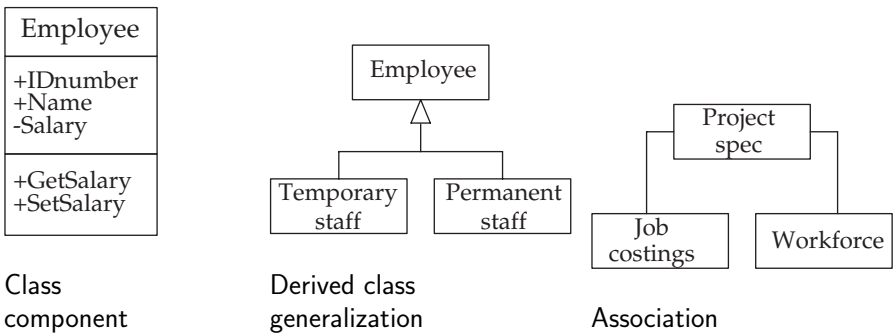 Employee
+IDnumber
+Name
-Salary
+GetSalary
+SetSalary
Class
component
Employee
Temporary
staff
Permanent
staff
Derived class
generalization
Project
spec
Job
costings
Workforce
Association